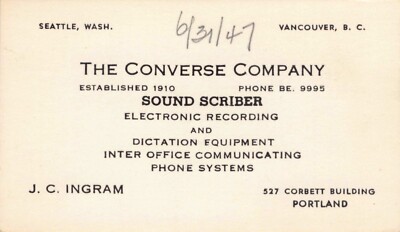 SEATTLE, WASH. 6/31/47 VANCOUVER, B. C.
THE CONVERSE COMPANY
ESTABLISHED 1910 PHONE BE. 9995
SOUND SCRIBER
ELECTRONIC RECORDING
AND
DICTATION EQUIPMENT
INTER OFFICE COMMUNICATING
PHONE SYSTEMS
J. C. INGRAM 527 CORBETT BUILDING
PORTLAND